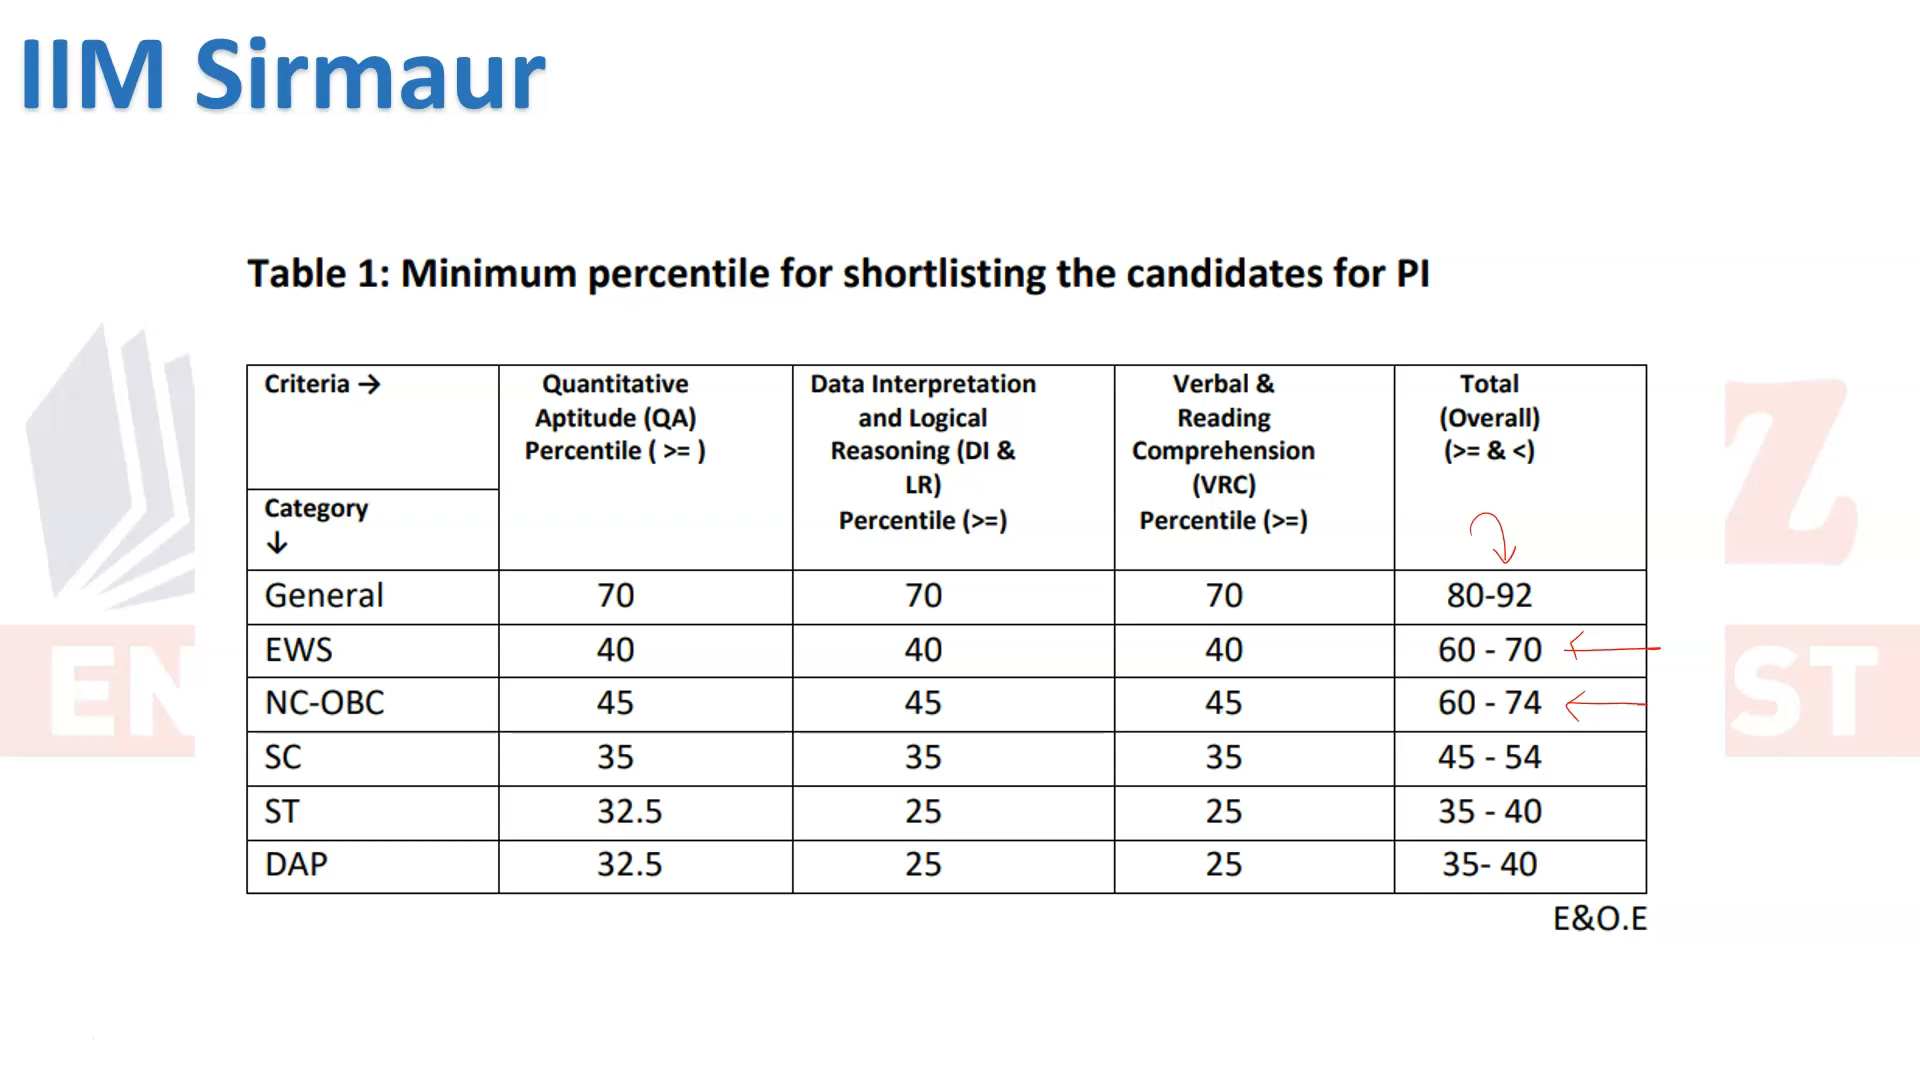 IIM Sirmaur
Table 1: Minimum percentile for shortlisting the candidates for PI
Criteria →
Quantitative
Aptitude (QA)
Percentile ( >= )
Data Interpretation
and Logical
Reasoning (DI &
LR)
Percentile (>=)
Verbal &
Reading
Comprehension
(VRC)
Percentile (>=)
Total
(Overall)
(>= & <)
Category
↓
General 70 70 70 80-92
EWS 40 40 40 60 - 70
NC-OBC 45 45 45 60 - 74
SC 35 35 35 45 - 54
ST 32.5 25 25 35 - 40
DAP 32.5 25 25 35- 40
E&O.E
EN
Z
ST